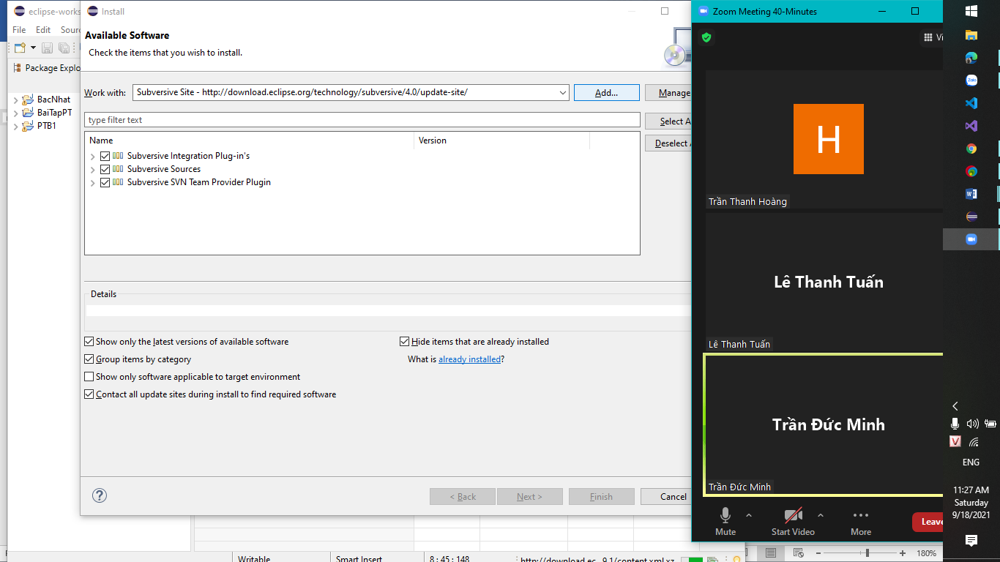 eclipse-works
Install
File Edit Sourc
Package Explo
BacNhat
BaiTapPT
PTB1
Available Software
Check the items that you wish to install.
Work with:
Subversive Site - http://download.eclipse.org/technology/subversive/4.0/update-site/
Add...
Manage
type filter text
Select A
Deselect A
Name Version
Subversive Integration Plug-in's
Subversive Sources
Subversive SVN Team Provider Plugin
Details
Show only the latest versions of available software
Hide items that are already installed
Group items by category
What is already installed?
Show only software applicable to target environment
Contact all update sites during install to find required software
?
< Back
Next >
Finish
Cancel
Writable
Smart Insert
8 : 45 : 148
http://download.ec...9.1/content.xml.xz
Zoom Meeting 40-Minutes
Vi
H
Trần Thanh Hoàng
Lê Thanh Tuấn
Lê Thanh Tuấn
Trần Đức Minh
Trần Đức Minh
Mute
Start Video
More
Leave
180%
Zalo
W
V
ENG
11:27 AM
Saturday
9/18/2021